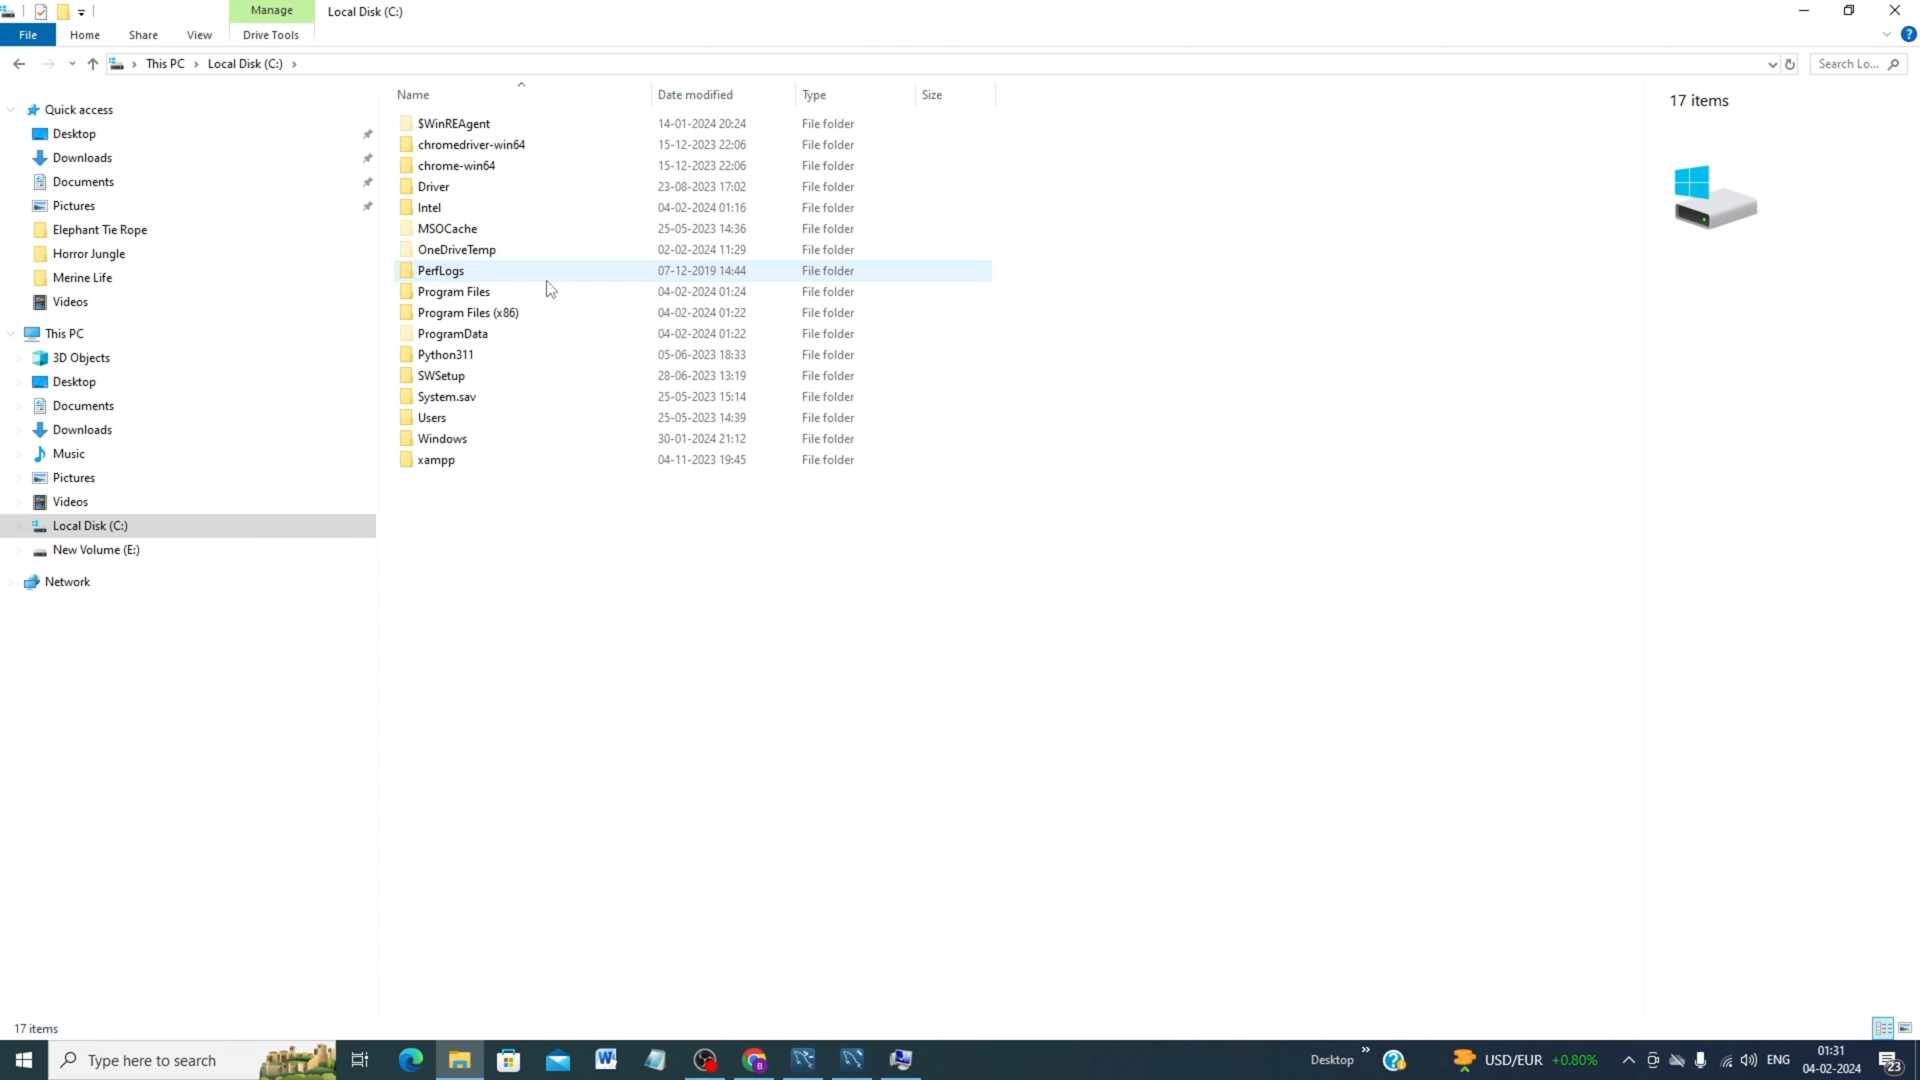 Manage
Local Disk (C:)
File
Home
Share
View
Drive Tools
This PC
Local Disk (C:)
Search Lo...
Name
Date modified
Type
Size
$WinREAgent 14-01-2024 20:24 File folder
chromedriver-win64 15-12-2023 22:06 File folder
chrome-win64 15-12-2023 22:06 File folder
Driver 23-08-2023 17:02 File folder
Intel 04-02-2024 01:16 File folder
MSOCache 25-05-2023 14:36 File folder
OneDriveTemp 02-02-2024 11:29 File folder
PerfLogs 07-12-2019 14:44 File folder
Program Files 04-02-2024 01:24 File folder
Program Files (x86) 04-02-2024 01:22 File folder
ProgramData 04-02-2024 01:22 File folder
Python311 05-06-2023 18:33 File folder
SWSetup 28-06-2023 13:19 File folder
System.sav 25-05-2023 15:14 File folder
Users 25-05-2023 14:39 File folder
Windows 30-01-2024 21:12 File folder
xampp 04-11-2023 19:45 File folder
Quick access
Desktop
Downloads
Documents
Pictures
Elephant Tie Rope
Horror Jungle
Merine Life
Videos
This PC
3D Objects
Desktop
Documents
Downloads
Music
Pictures
Videos
Local Disk (C:)
New Volume (E:)
Network
17 items
17 items
Type here to search
Desktop
USD/EUR +0.80%
ENG
01:31
04-02-2024
23